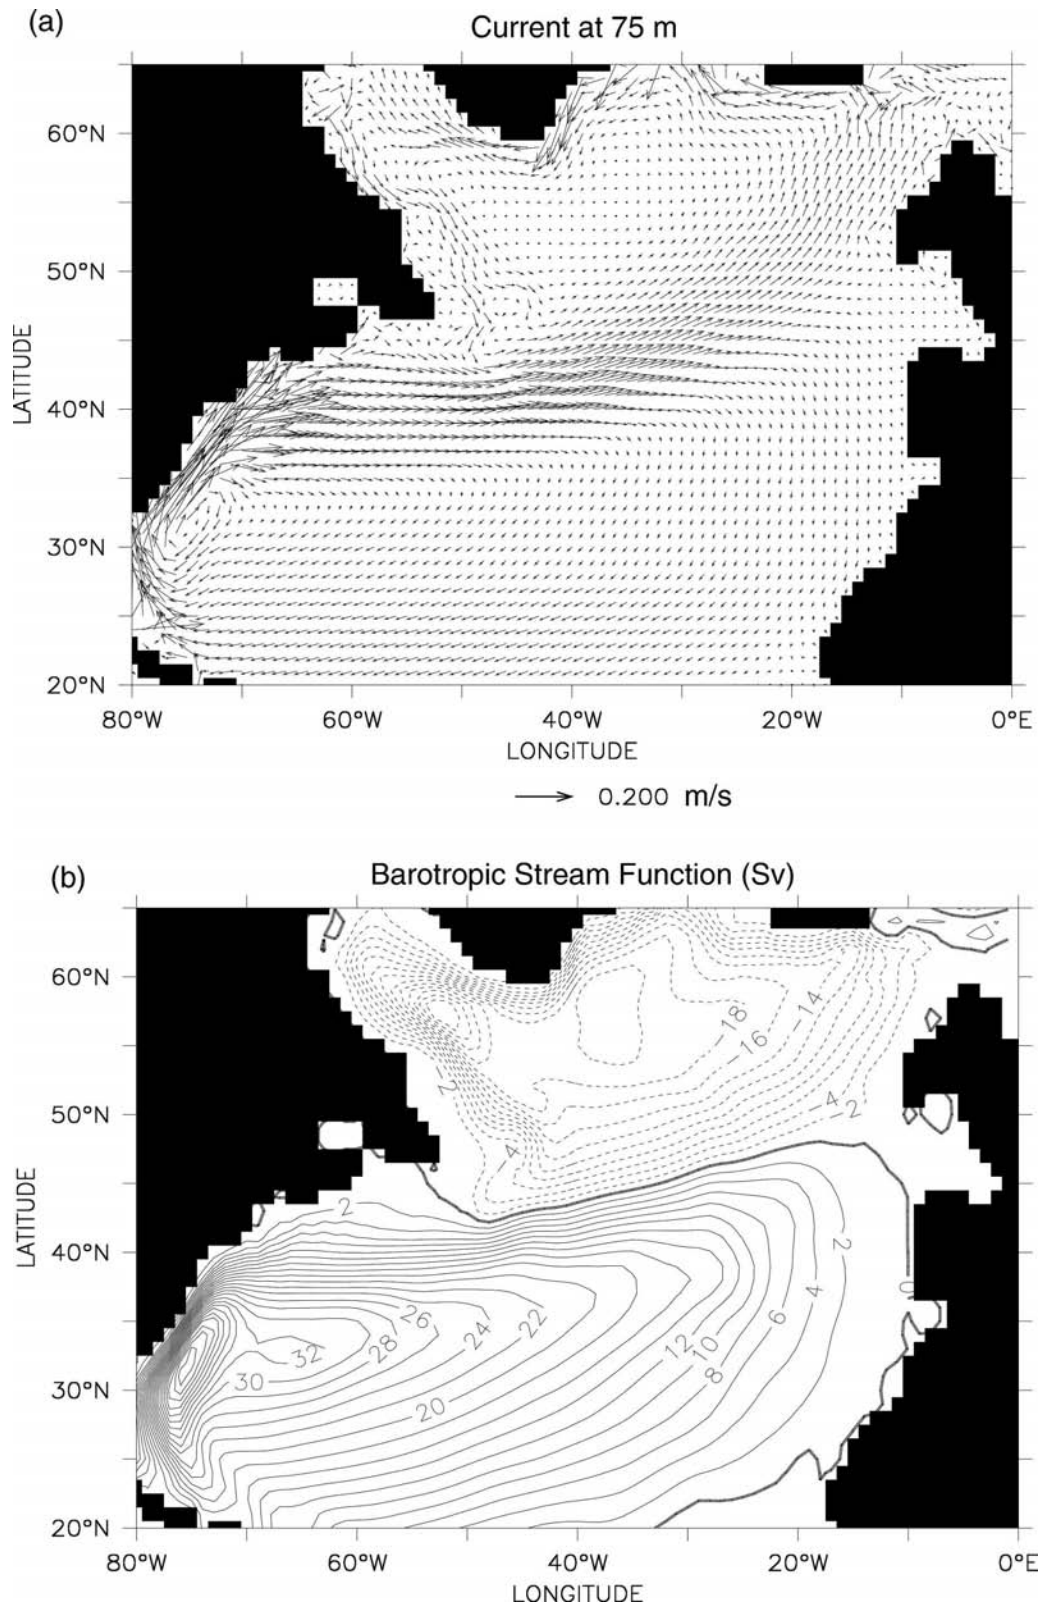 (a)
Current at 75 m
60°N
50°N
40°N
30°N
20°N
LATITUDE
80°W 60°W 40°W 20°W 0°E
LONGITUDE
0.200 m/s
(b)
Barotropic Stream Function (Sv)
60°N
50°N
40°N
30°N
20°N
LATITUDE
-18
-16
-14
-2
-4
-2
-4
2
2
0
4
6
26
22
24
28
32
12
10
8
30
20
80°W 60°W 40°W 20°W 0°E
LONGITUDE